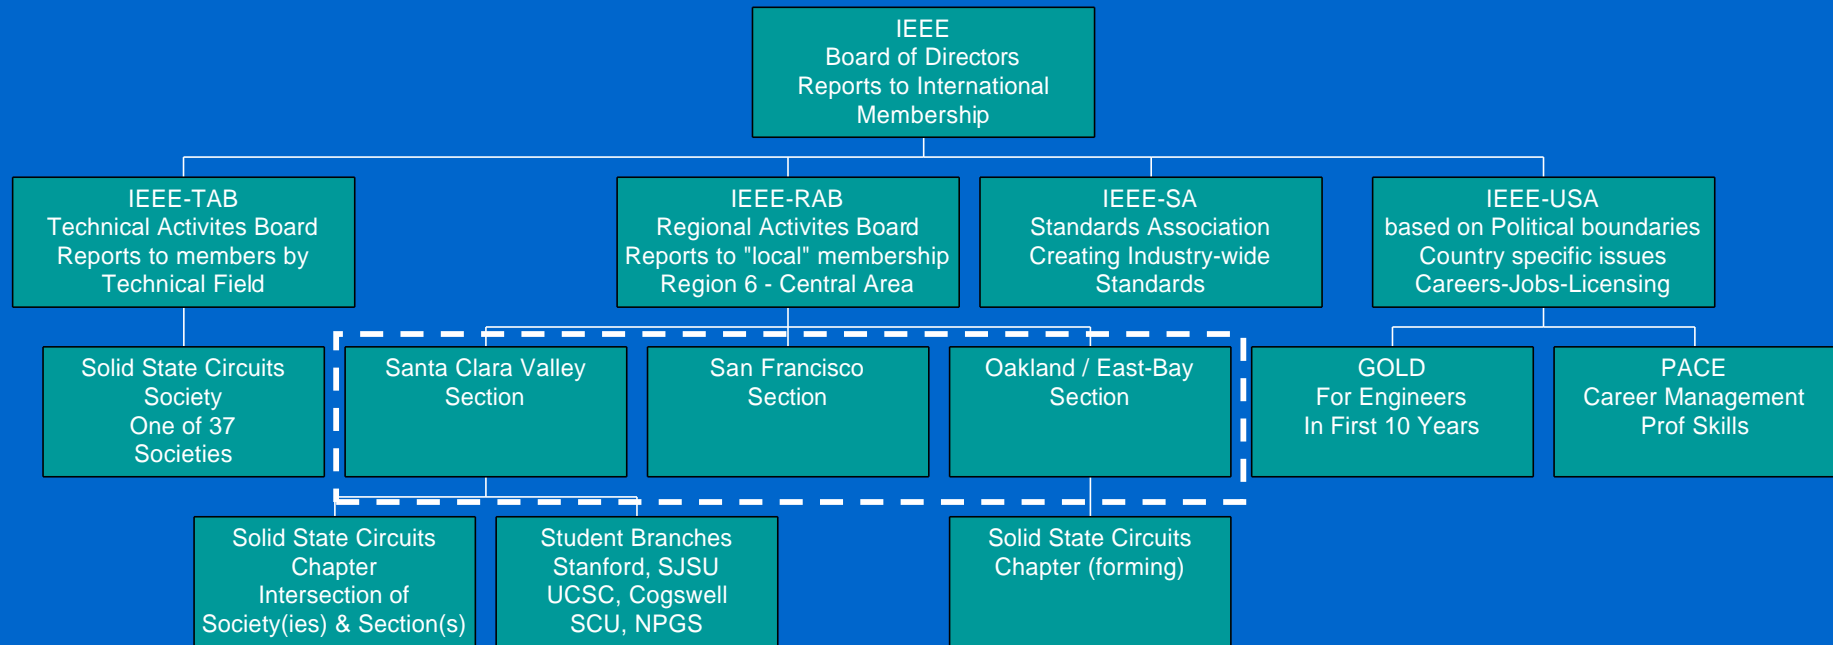 IEEE
Board of Directors
Reports to International
Membership
IEEE-TAB
Technical Activites Board
Reports to members by
Technical Field
IEEE-RAB
Regional Activites Board
Reports to "local" membership
Region 6 - Central Area
IEEE-SA
Standards Association
Creating Industry-wide
Standards
IEEE-USA
based on Political boundaries
Country specific issues
Careers-Jobs-Licensing
Solid State Circuits
Society
One of 37
Societies
Santa Clara Valley
Section
San Francisco
Section
Oakland / East-Bay
Section
GOLD
For Engineers
In First 10 Years
PACE
Career Management
Prof Skills
Solid State Circuits
Chapter
Intersection of
Society(ies) & Section(s)
Student Branches
Stanford, SJSU
UCSC, Cogswell
SCU, NPGS
Solid State Circuits
Chapter (forming)